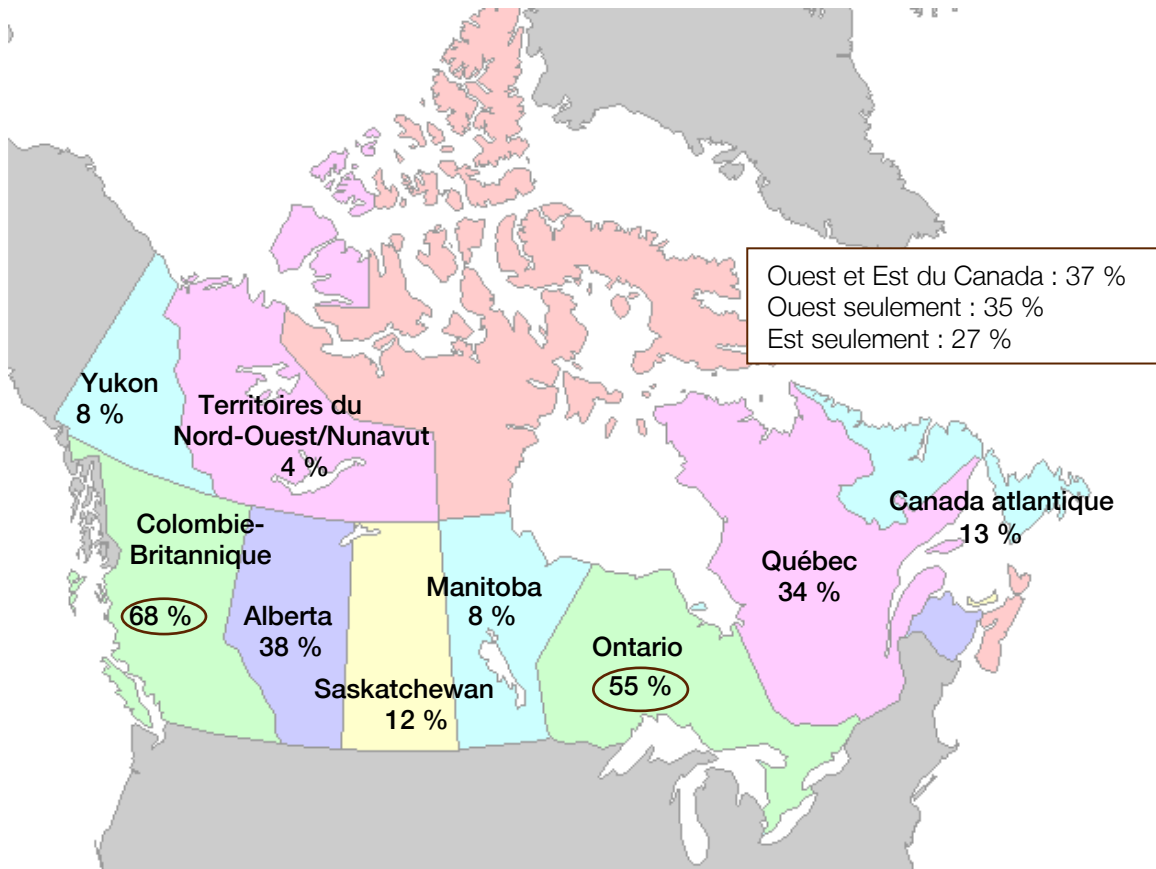 Ouest et Est du Canada : 37 %
Ouest seulement : 35 %
Est seulement : 27 %
Yukon
8 %
Territoires du
Nord-Ouest/Nunavut
4 %
Colombie-
Britannique
68 %
Alberta
38 %
Saskatchewan
12 %
Manitoba
8 %
Ontario
55 %
Québec
34 %
Canada atlantique
13 %